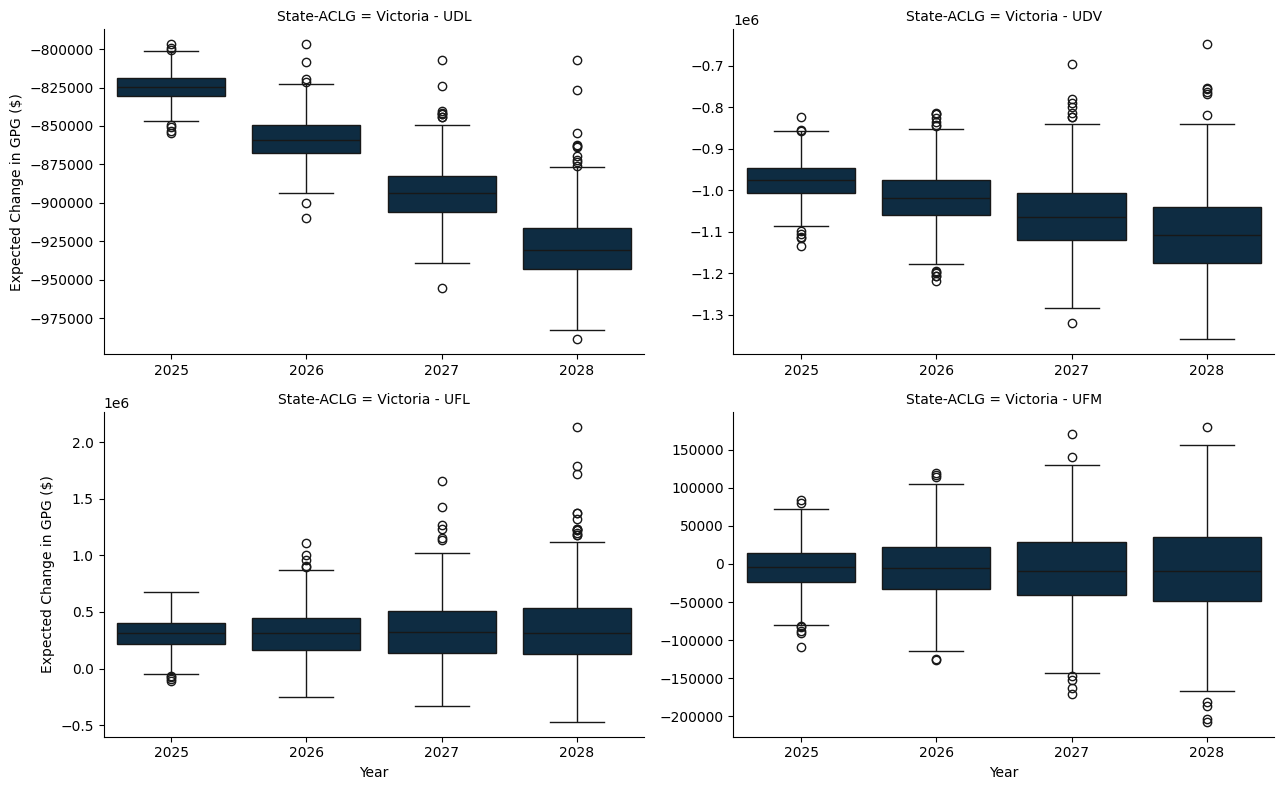 State-ACLG = Victoria - UDL
Expected Change in GPG ($)
−800000
−825000
−850000
−875000
−900000
−925000
−950000
−975000
2025 2026 2027 2028
State-ACLG = Victoria - UDV
1e6
−0.7
−0.8
−0.9
−1.0
−1.1
−1.2
−1.3
2025 2026 2027 2028
State-ACLG = Victoria - UFL
1e6
Expected Change in GPG ($)
2.0
1.5
1.0
0.5
0.0
−0.5
2025 2026 2027 2028
Year
State-ACLG = Victoria - UFM
150000
100000
50000
0
−50000
−100000
−150000
−200000
2025 2026 2027 2028
Year